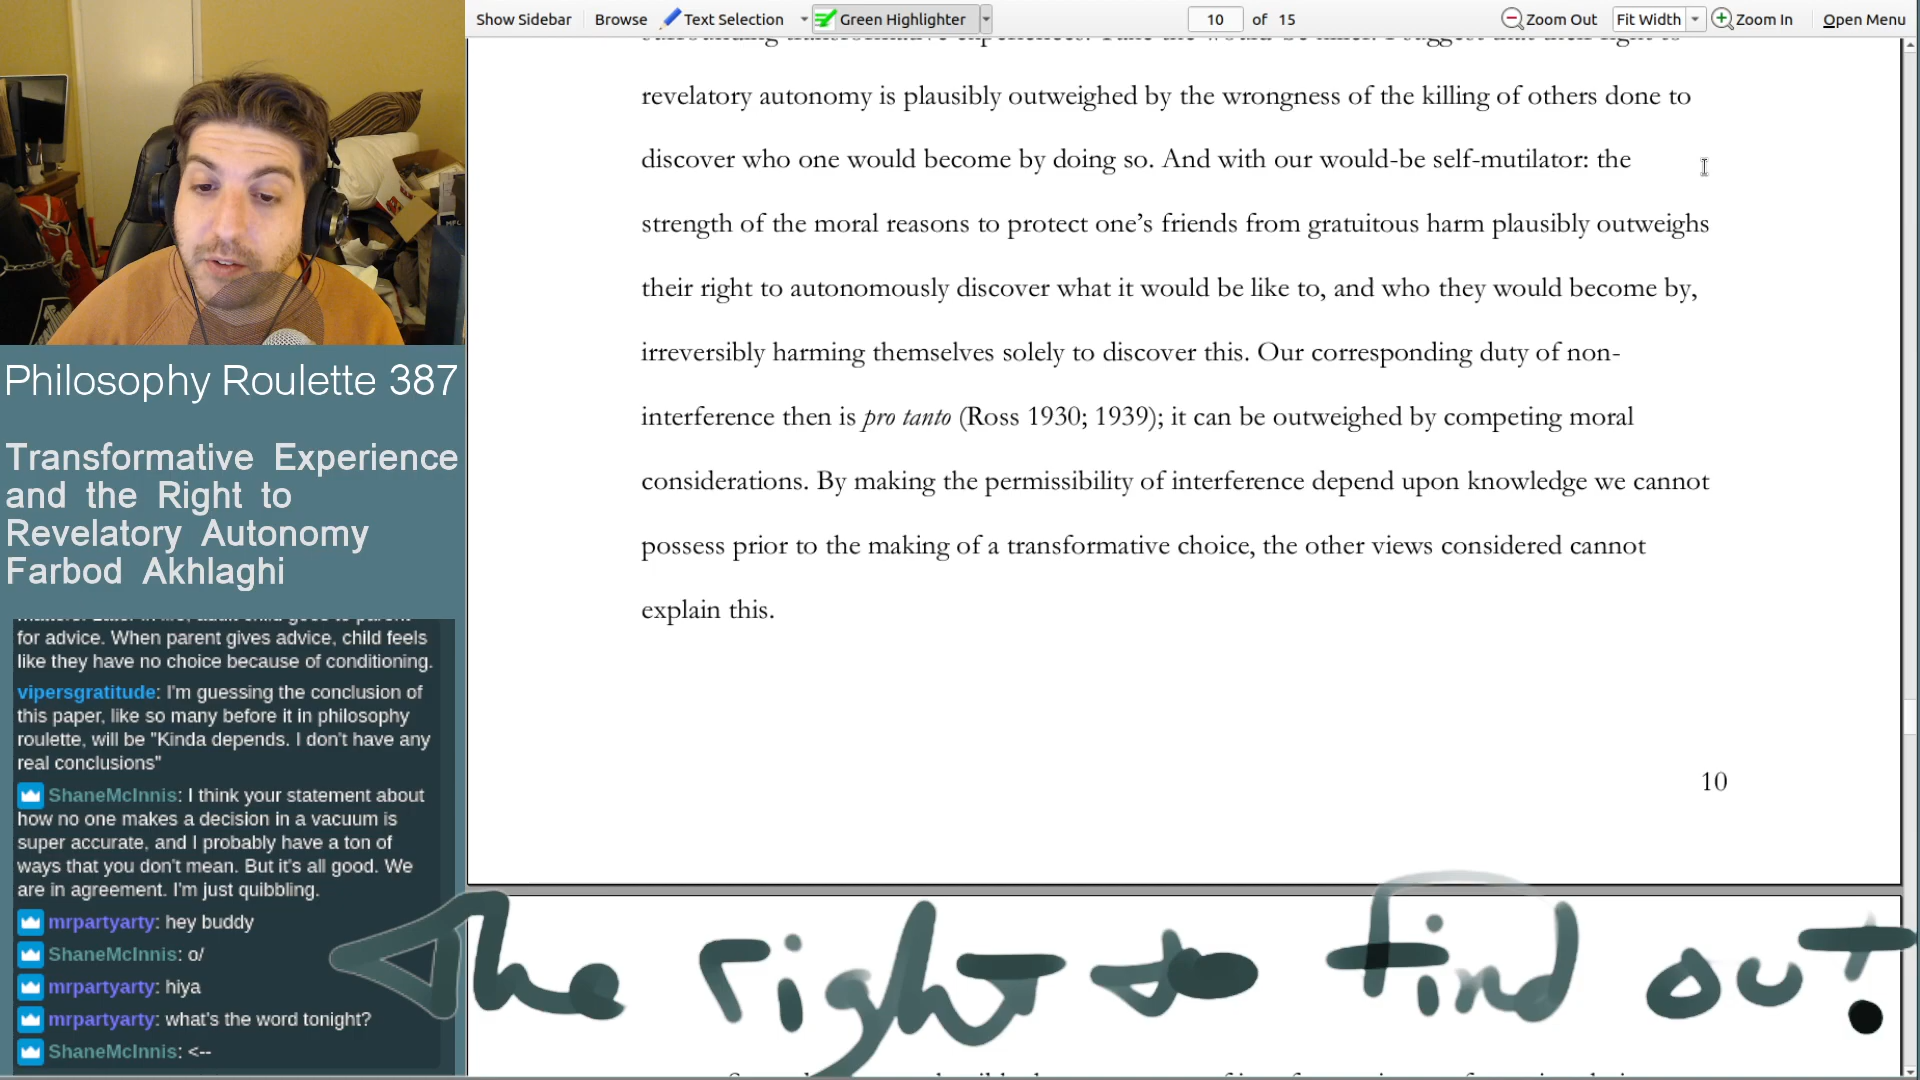 Show Sidebar Browse Text Selection Green Highlighter 10 of 15 Zoom Out Fit Width Zoom In Open Menu
revelatory autonomy is plausibly outweighed by the wrongness of the killing of others done to
discover who one would become by doing so. And with our would-be self-mutilator: the
strength of the moral reasons to protect one’s friends from gratuitous harm plausibly outweighs
their right to autonomously discover what it would be like to, and who they would become by,
irreversibly harming themselves solely to discover this. Our corresponding duty of non-
interference then is pro tanto (Ross 1930; 1939); it can be outweighed by competing moral
considerations. By making the permissibility of interference depend upon knowledge we cannot
possess prior to the making of a transformative choice, the other views considered cannot
explain this.
10
The right to find out!
Philosophy Roulette 387
Transformative Experience
and the Right to
Revelatory Autonomy
Farbod Akhlaghi
for advice. When parent gives advice, child feels
like they have no choice because of conditioning.
vipersgratitude: I'm guessing the conclusion of
this paper, like so many before it in philosophy
roulette, will be "Kinda depends. I don't have any
real conclusions"
ShaneMcInnis: I think your statement about
how no one makes a decision in a vacuum is
super accurate, and I probably have a ton of
ways that you don't mean. But it's all good. We
are in agreement. I'm just quibbling.
mrpartyarty: hey buddy
ShaneMcInnis: o/
mrpartyarty: hiya
mrpartyarty: what's the word tonight?
ShaneMcInnis: <--